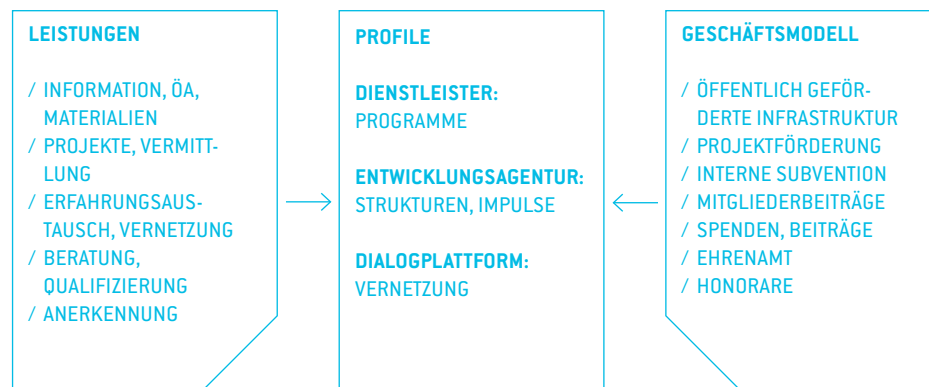 LEISTUNGEN
/ INFORMATION, ÖA,
MATERIALIEN
/ PROJEKTE, VERMITT-
LUNG
/ ERFAHRUNGSAUS-
TAUSCH, VERNETZUNG
/ BERATUNG,
QUALIFIZIERUNG
/ ANERKENNUNG
PROFILE
DIENSTLEISTER:
PROGRAMME
ENTWICKLUNGSAGENTUR:
STRUKTUREN, IMPULSE
DIALOGPLATTFORM:
VERNETZUNG
GESCHÄFTSMODELL
/ ÖFFENTLICH GEFÖR-
DERTE INFRASTRUKTUR
/ PROJEKTFÖRDERUNG
/ INTERNE SUBVENTION
/ MITGLIEDERBEITRÄGE
/ SPENDEN, BEITRÄGE
/ EHRENAMT
/ HONORARE